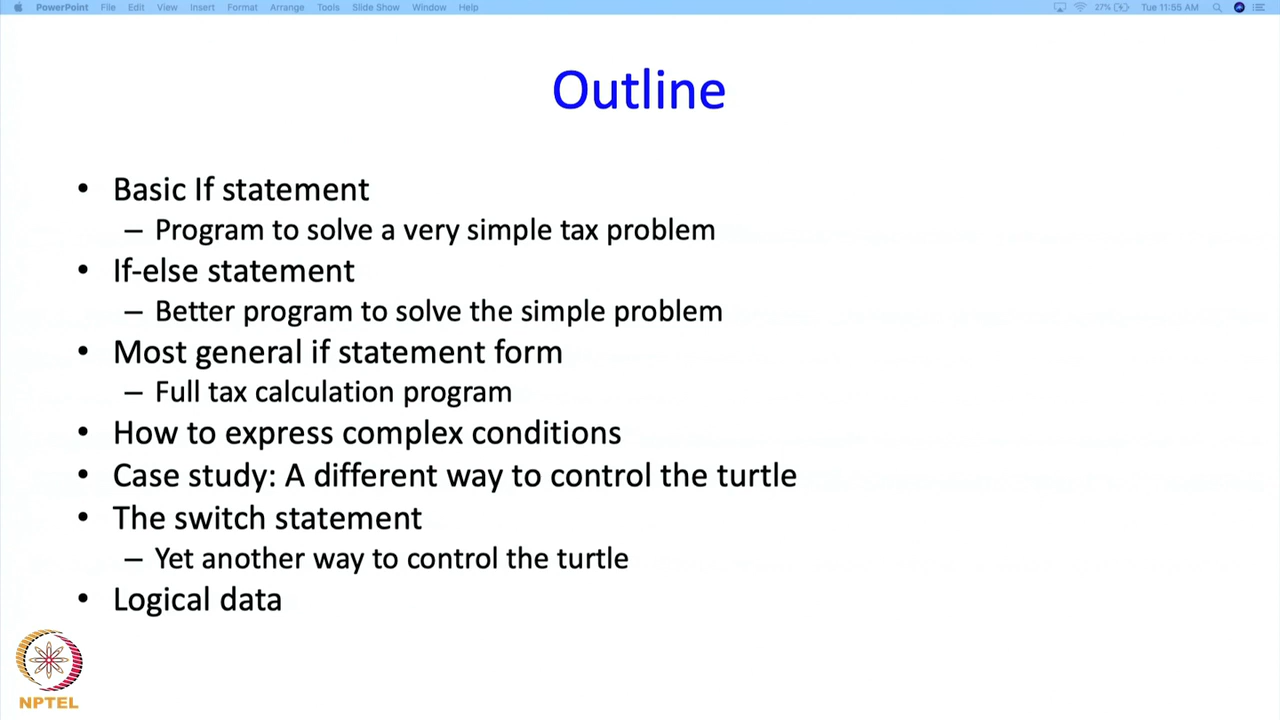 PowerPoint File Edit View Insert Format Arrange Tools Slide Show Window Help 27% Tue 11:55 AM
Outline
• Basic If statement
– Program to solve a very simple tax problem
• If-else statement
– Better program to solve the simple problem
• Most general if statement form
– Full tax calculation program
• How to express complex conditions
• Case study: A different way to control the turtle
• The switch statement
– Yet another way to control the turtle
• Logical data
NPTEL